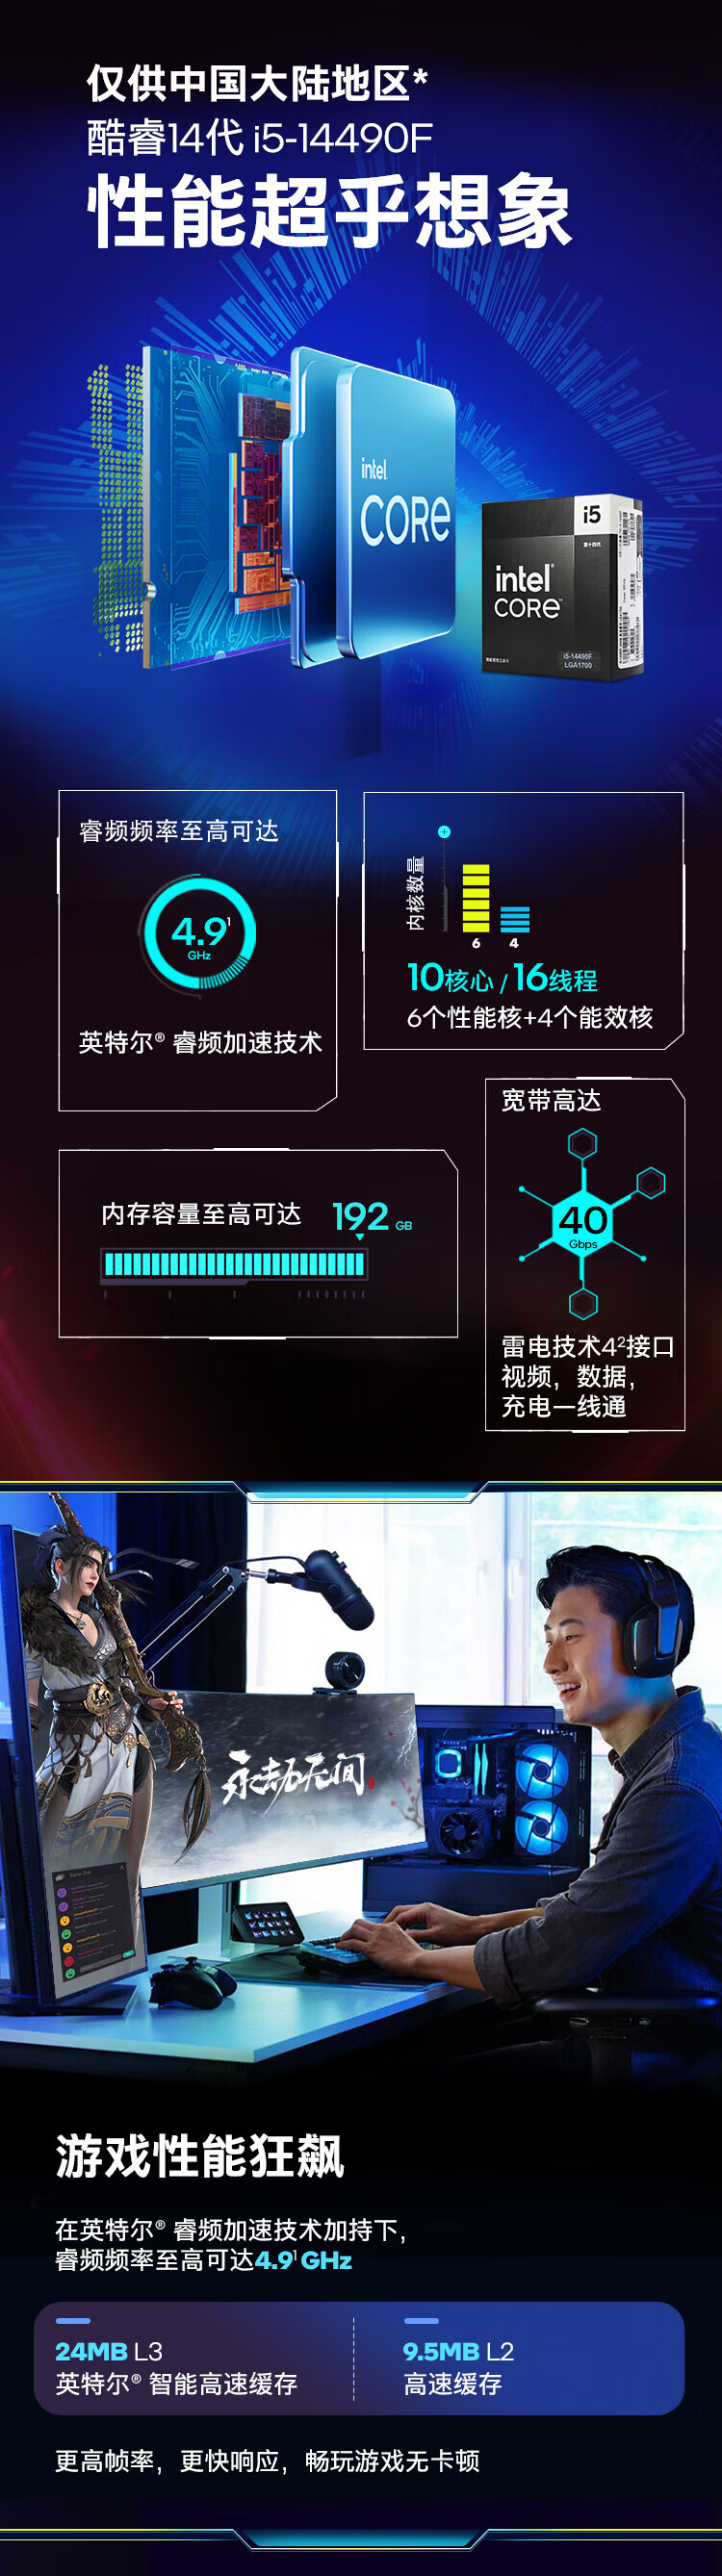 仅供中国大陆地区*
酷睿14代 i5-14490F
性能超乎想象
intel
CORE
i5
第十四代
intel
CORE
i5-14490F
LGA1700
睿频频率至高可达
4.9¹
GHz
英特尔® 睿频加速技术
内核数量
6 4
10核心 / 16线程
6个性能核+4个能效核
宽带高达
40
Gbps
雷电技术4²接口
视频，数据，
充电一线通
内存容量至高可达 192 GB
永劫无间
Game Chat
游戏性能狂飙
在英特尔® 睿频加速技术加持下，
睿频频率至高可达4.9¹ GHz
24MB L3
英特尔® 智能高速缓存
9.5MB L2
高速缓存
更高帧率，更快响应，畅玩游戏无卡顿